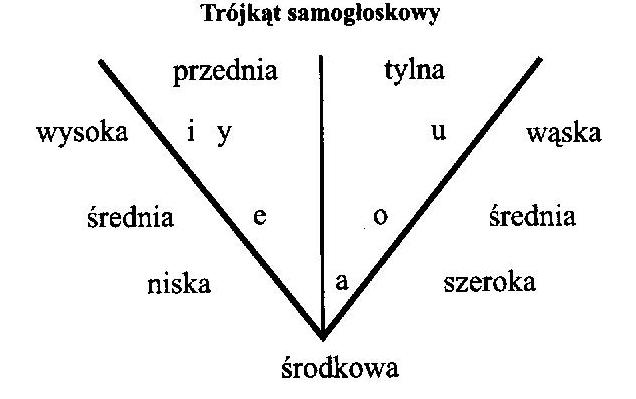 Trójkąt samogłoskowy
przednia tylna
wysoka i y u wąska
średnia e o średnia
niska a szeroka
środkowa